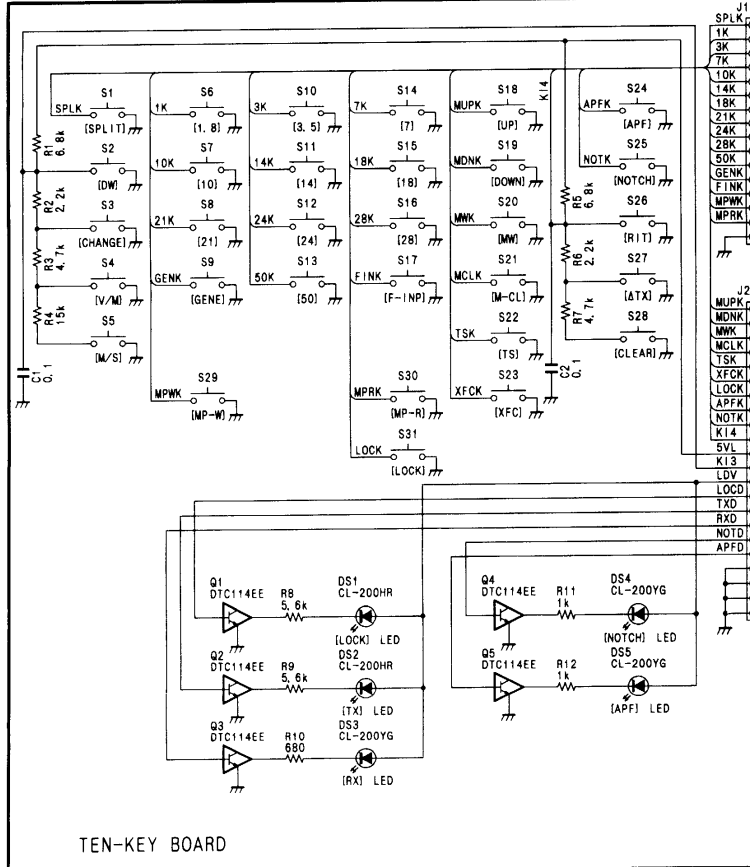 J1
SPLK
1K
3K
7K
10K
14K
18K
21K
24K
28K
50K
GENK
FINK
MPWK
MPRK
S1
SPLK
[SPLIT]
R1
6.8k
S2
[DW]
R2
2.2k
S3
[CHANGE]
R3
4.7k
S4
[V/M]
R4
15k
S5
[M/S]
C1
0.1
S6
1K
[1.8]
S7
10K
[10]
S8
21K
[21]
S9
GENK
[GENE]
S29
MPWK
[MP-W]
S10
3K
[3.5]
S11
14K
[14]
S12
24K
[24]
S13
50K
[50]
S14
7K
[7]
S15
18K
[18]
S16
28K
[28]
S17
FINK
[F-INP]
S30
MPRK
[MP-R]
S31
LOCK
[LOCK]
S18
MUPK
[UP]
S19
MDNK
[DOWN]
S20
MWK
[MW]
S21
MCLK
[M-CL]
S22
TSK
[TS]
S23
XFCK
[XFC]
KI4
C2
0.1
S24
APFK
[APF]
S25
NOTK
[NOTCH]
R5
6.8k
S26
[RIT]
R6
2.2k
S27
[ΔTX]
R7
4.7k
S28
[CLEAR]
J2
MUPK
MDNK
MWK
MCLK
TSK
XFCK
LOCK
APFK
NOTK
KI4
5VL
KI3
LDV
LOCD
TXD
RXD
NOTD
APFD
Q1
DTC114EE
R8
5.6k
DS1
CL-200HR
[LOCK] LED
Q2
DTC114EE
R9
5.6k
DS2
CL-200HR
[TX] LED
Q3
DTC114EE
R10
680
DS3
CL-200YG
[RX] LED
Q4
DTC114EE
R11
1k
DS4
CL-200YG
[NOTCH] LED
Q5
DTC114EE
R12
1k
DS5
CL-200YG
[APF] LED
TEN-KEY BOARD